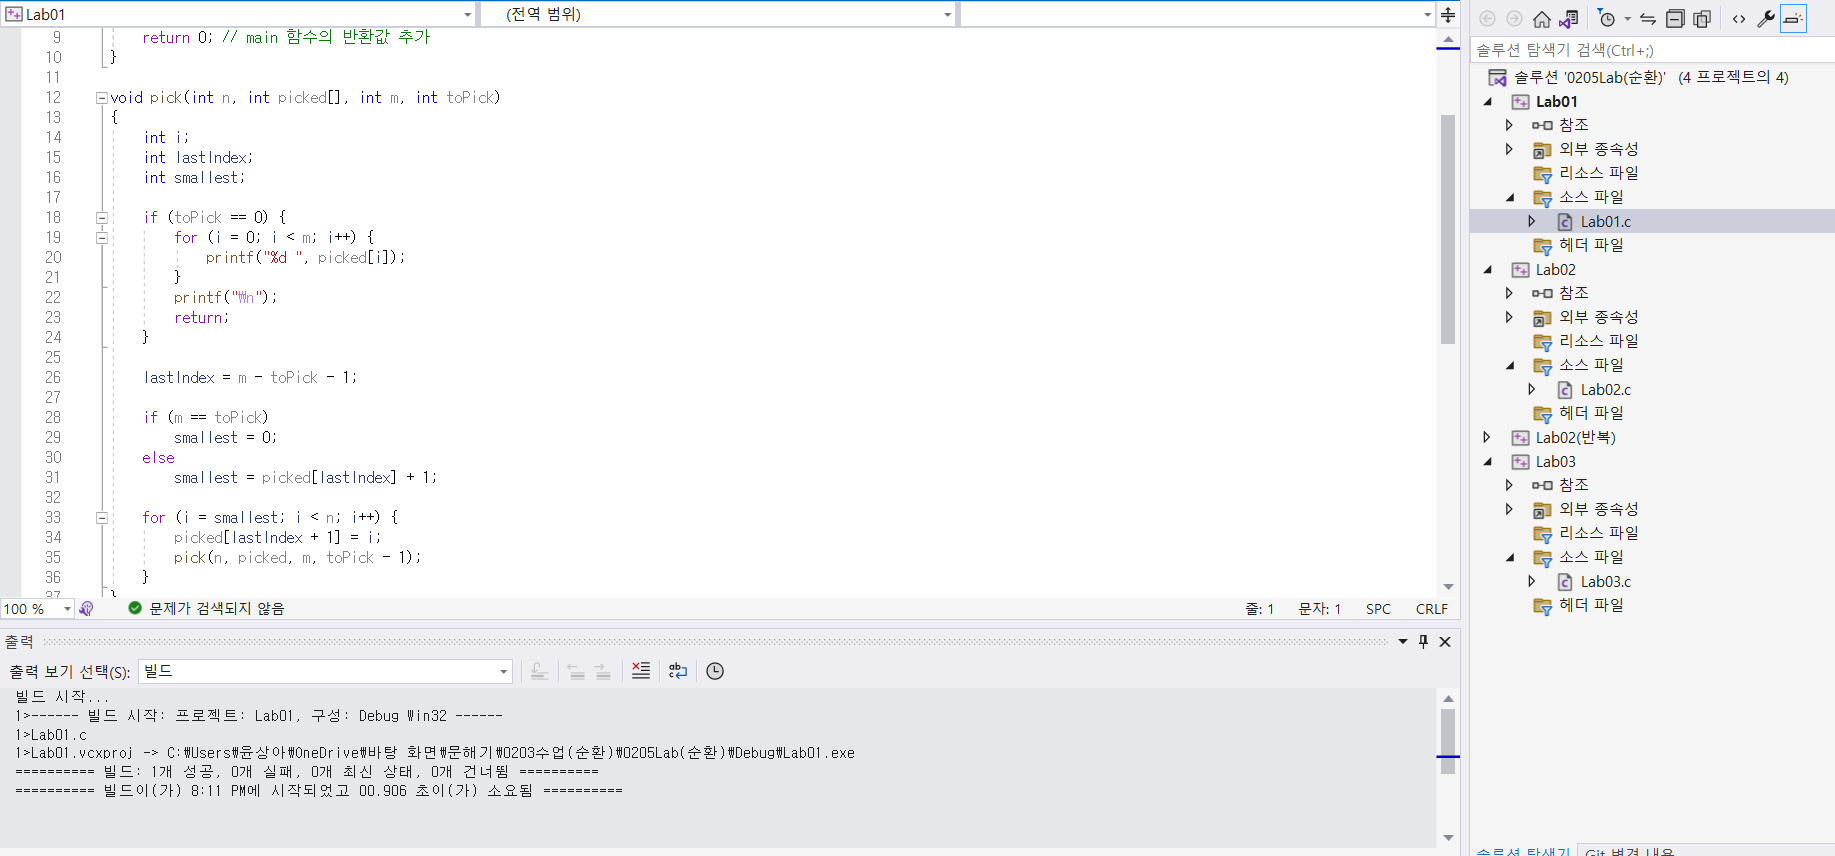 Lab01
(전역 범위)
9 return 0; // main 함수의 반환값 추가
10 }
11
12 void pick(int n, int picked[], int m, int toPick)
13 {
14 int i;
15 int lastIndex;
16 int smallest;
17
18 if (toPick == 0) {
19 for (i = 0; i < m; i++) {
20 printf("%d ", picked[i]);
21 }
22 printf("₩n");
23 return;
24 }
25
26 lastIndex = m - toPick - 1;
27
28 if (m == toPick)
29 smallest = 0;
30 else
31 smallest = picked[lastIndex] + 1;
32
33 for (i = smallest; i < n; i++) {
34 picked[lastIndex + 1] = i;
35 pick(n, picked, m, toPick - 1);
36 }
37 }
100 %
문제가 검색되지 않음
줄: 1 문자: 1 SPC CRLF
출력
출력 보기 선택(S): 빌드
빌드 시작...
1>------ 빌드 시작: 프로젝트: Lab01, 구성: Debug Win32 ------
1>Lab01.c
1>Lab01.vcxproj -> C:₩Users₩윤상아₩OneDrive₩바탕 화면₩문해기₩0203수업(순환)₩0205Lab(순환)₩Debug₩Lab01.exe
========== 빌드: 1개 성공, 0개 실패, 0개 최신 상태, 0개 건너뜀 ==========
========== 빌드이(가) 8:11 PM에 시작되었고 00.906 초이(가) 소요됨 ==========
솔루션 탐색기 검색(Ctrl+;)
솔루션 '0205Lab(순환)' (4 프로젝트의 4)
Lab01
참조
외부 종속성
리소스 파일
소스 파일
Lab01.c
헤더 파일
Lab02
참조
외부 종속성
리소스 파일
소스 파일
Lab02.c
헤더 파일
Lab02(반복)
Lab03
참조
외부 종속성
리소스 파일
소스 파일
Lab03.c
헤더 파일
솔루션 탐색기 Git 변경 내용